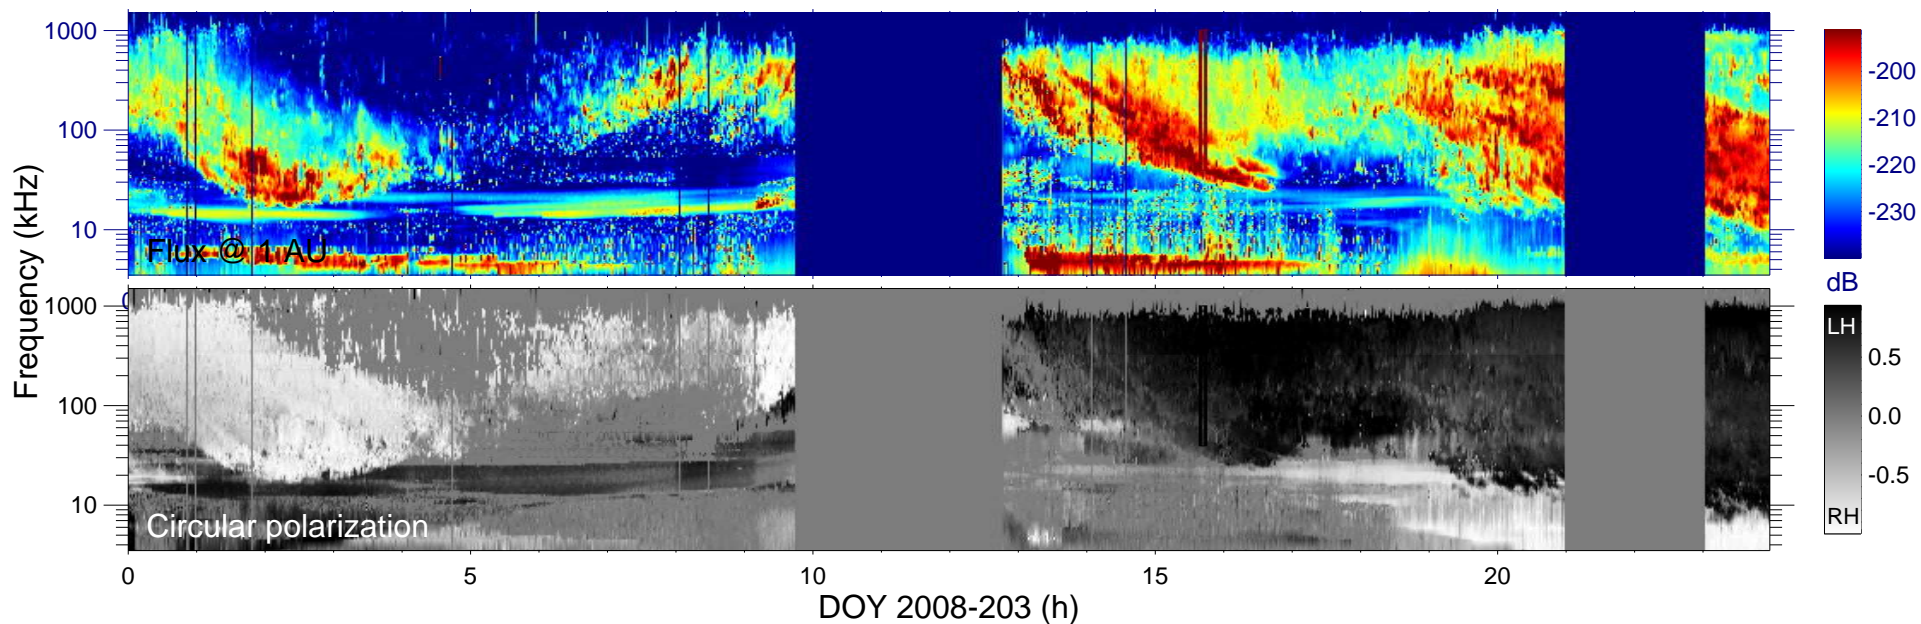 1000
100
10
Flux @ 1 AU
0
-200
-210
-220
-230
dB
Frequency (kHz)
1000
100
10
Circular polarization
LH
0.5
0.0
-0.5
RH
0
5
10
15
20
DOY 2008-203 (h)